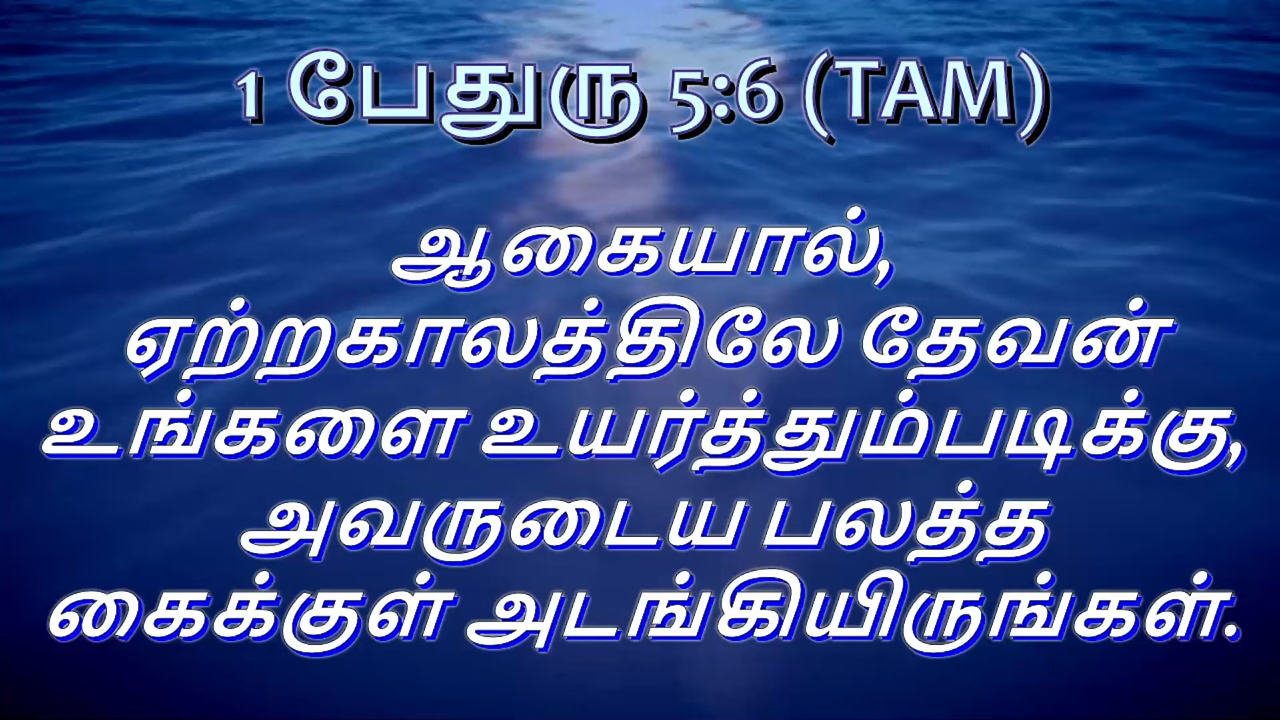 1 பேதுரு 5:6 (TAM)
ஆகையால்,
ஏற்றகாலத்திலே தேவன்
உங்களை உயர்த்தும்படிக்கு,
அவருடைய பலத்த
கைக்குள் அடங்கியிருங்கள்.